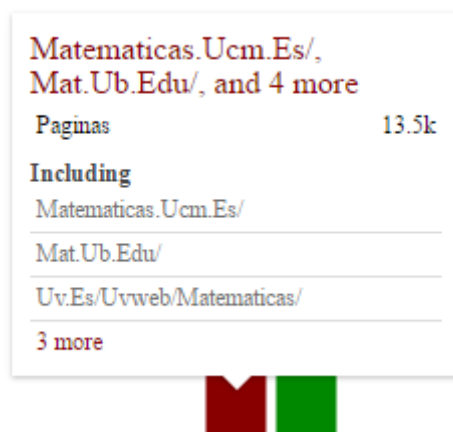 Matematicas.Ucm.Es/,
Mat.Ub.Edu/, and 4 more
Paginas 13.5k
Including
Matematicas.Ucm.Es/
Mat.Ub.Edu/
Uv.Es/Uvweb/Matematicas/
3 more